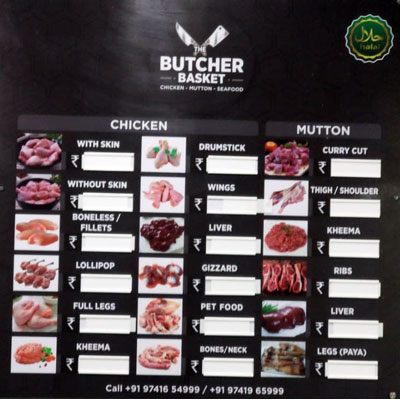 THE
BUTCHER
BASKET
CHICKEN - MUTTON - SEAFOOD
حلال
halal
CHICKEN
WITH SKIN
₹
WITHOUT SKIN
₹
BONELESS /
FILLETS
₹
LOLLIPOP
₹
FULL LEGS
₹
KHEEMA
₹
DRUMSTICK
₹
WINGS
₹
LIVER
₹
GIZZARD
₹
PET FOOD
₹
BONES/NECK
₹
MUTTON
CURRY CUT
₹
THIGH / SHOULDER
₹
KHEEMA
₹
RIBS
₹
LIVER
₹
LEGS (PAYA)
₹
Call +91 97416 54999 / +91 97419 65999